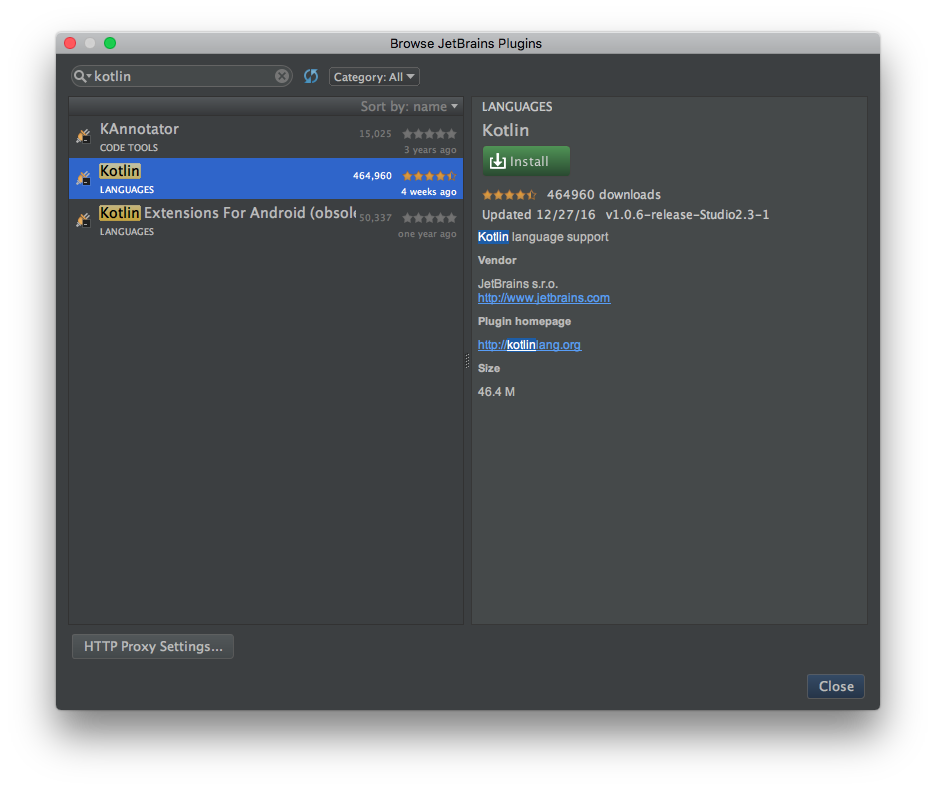 Browse JetBrains Plugins
kotlin
Category: All
Sort by: name
KAnnotator
15,025
CODE TOOLS
3 years ago
Kotlin
464,960
LANGUAGES
4 weeks ago
Kotlin Extensions For Android (obsol
50,337
LANGUAGES
one year ago
LANGUAGES
Kotlin
Install
464960 downloads
Updated 12/27/16 v1.0.6-release-Studio2.3-1
Kotlin language support
Vendor
JetBrains s.r.o.
http://www.jetbrains.com
Plugin homepage
http://kotlinlang.org
Size
46.4 M
HTTP Proxy Settings...
Close